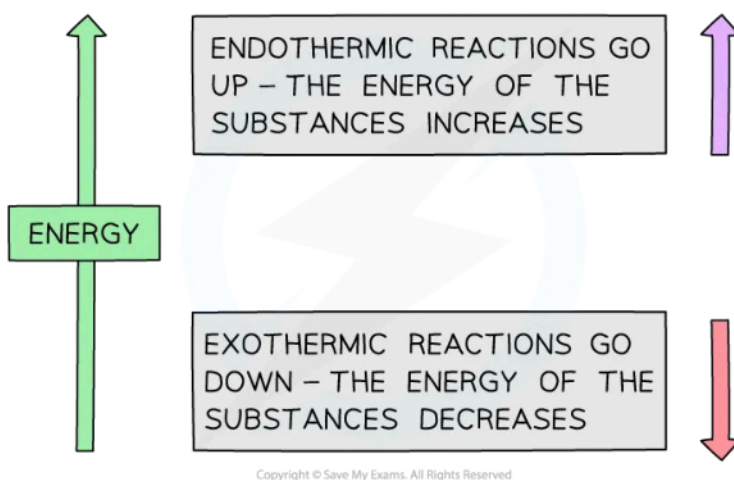 ENDOTHERMIC REACTIONS GO
UP – THE ENERGY OF THE
SUBSTANCES INCREASES
ENERGY
EXOTHERMIC REACTIONS GO
DOWN – THE ENERGY OF THE
SUBSTANCES DECREASES
Copyright © Save My Exams. All Rights Reserved